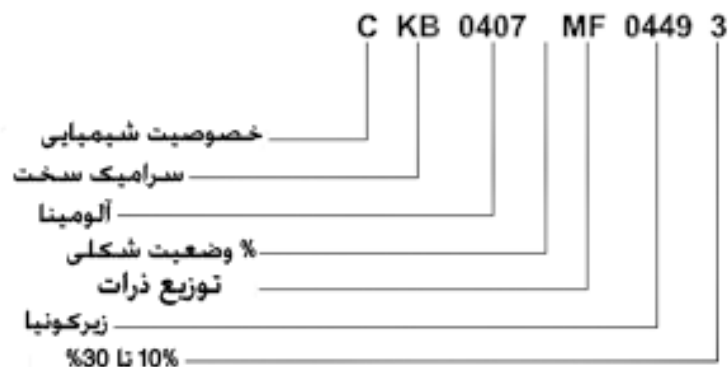 C KB 0407 MF 0449 3
خصوصیت شیمیایی
سرامیک سخت
آلومینا
% وضعیت شکلی
توزیع ذرات
زیرکونیا
10% تا 30%